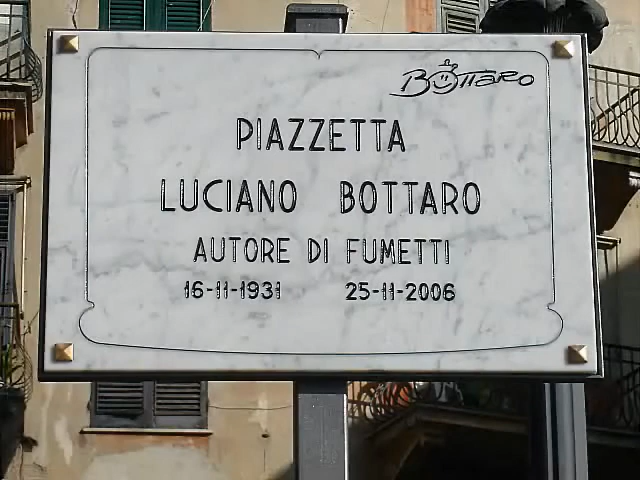 Bottaro
PIAZZETTA
LUCIANO BOTTARO
AUTORE DI FUMETTI
16-11-1931 25-11-2006